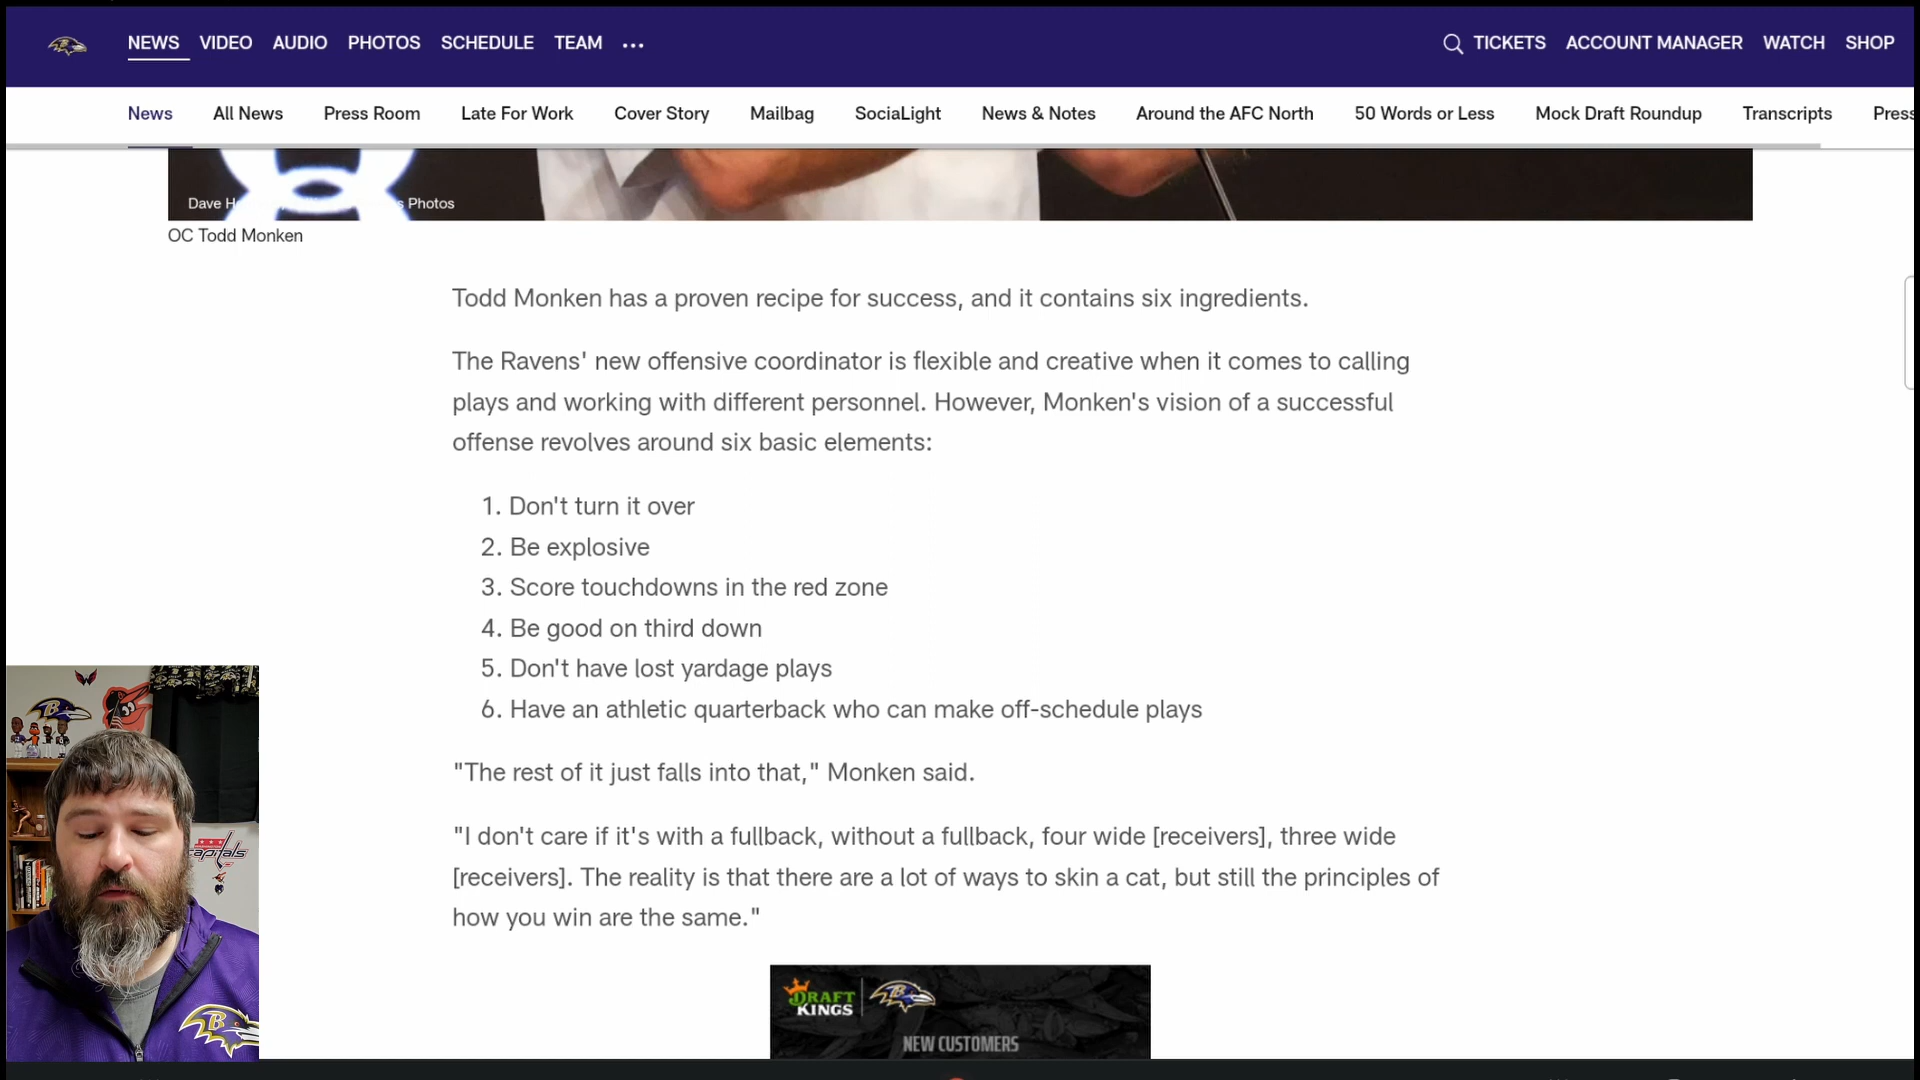 NEWS VIDEO AUDIO PHOTOS SCHEDULE TEAM ... TICKETS ACCOUNT MANAGER WATCH SHOP
News All News Press Room Late For Work Cover Story Mailbag SociaLight News & Notes Around the AFC North 50 Words or Less Mock Draft Roundup Transcripts Press
Dave H s Photos
OC Todd Monken
Todd Monken has a proven recipe for success, and it contains six ingredients.
The Ravens' new offensive coordinator is flexible and creative when it comes to calling
plays and working with different personnel. However, Monken's vision of a successful
offense revolves around six basic elements:
1. Don't turn it over
2. Be explosive
3. Score touchdowns in the red zone
4. Be good on third down
5. Don't have lost yardage plays
6. Have an athletic quarterback who can make off-schedule plays
"The rest of it just falls into that," Monken said.
"I don't care if it's with a fullback, without a fullback, four wide [receivers], three wide
[receivers]. The reality is that there are a lot of ways to skin a cat, but still the principles of
how you win are the same."
capitals
B
DRAFT
KINGS
B
NEW CUSTOMERS